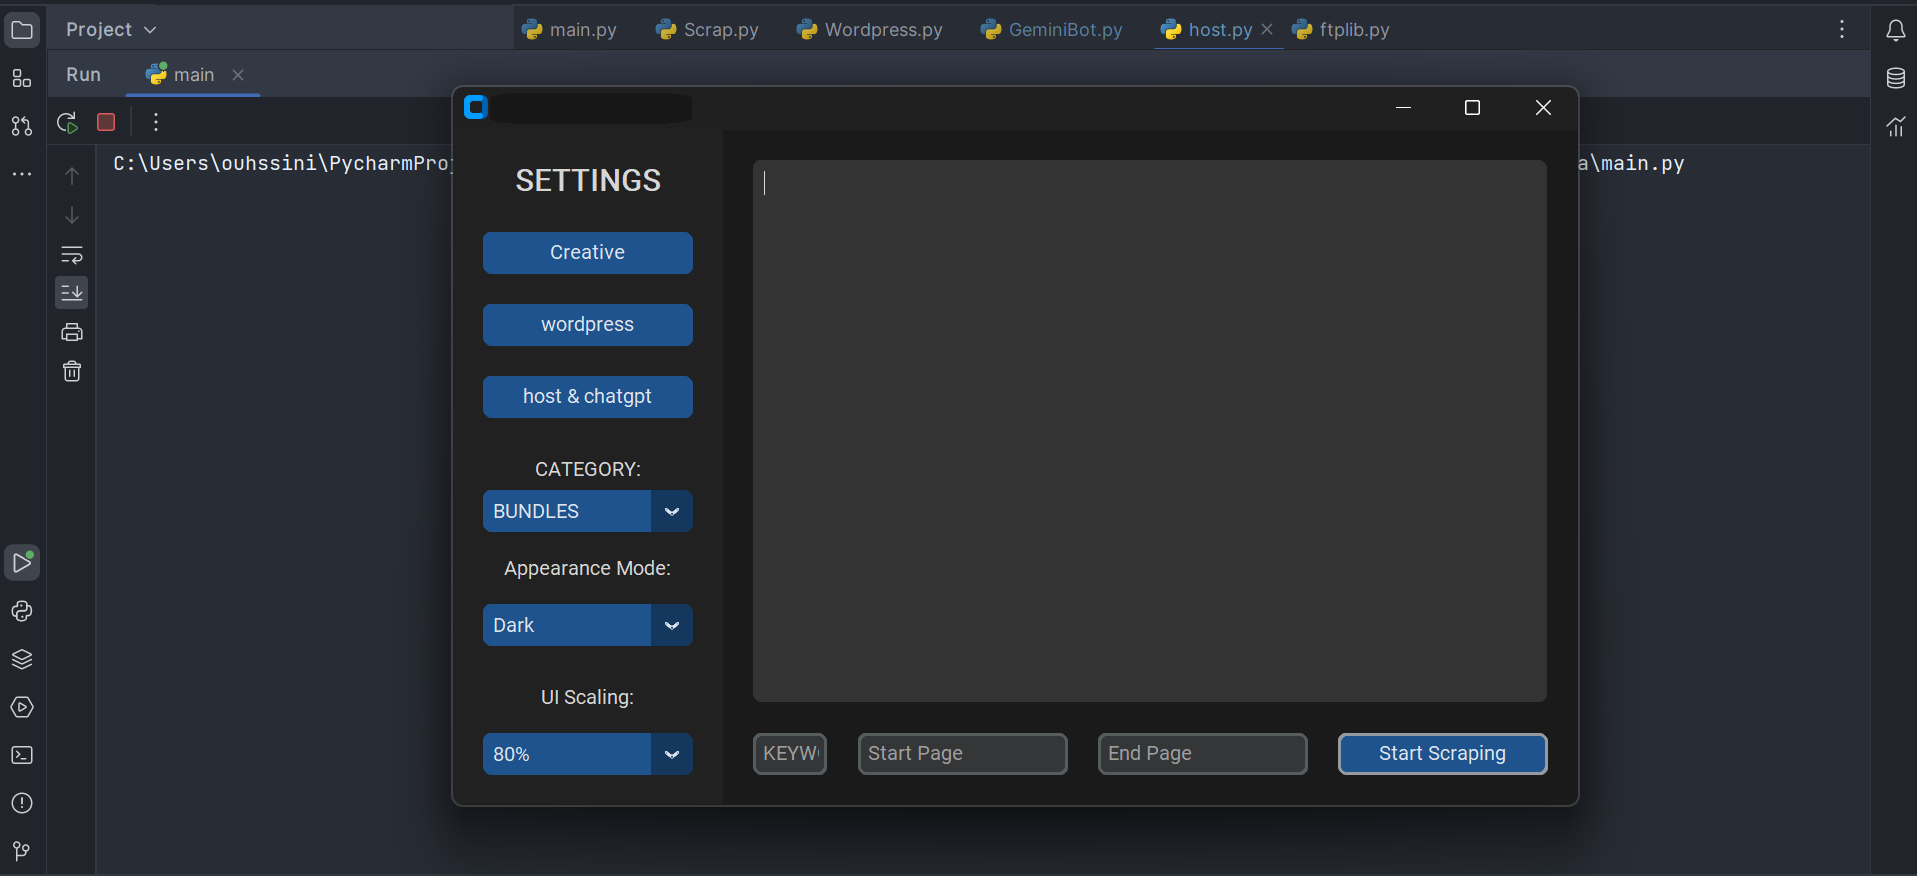 Project
main.py
Scrap.py
Wordpress.py
GeminiBot.py
host.py
ftplib.py
Run
main
C:\Users\ouhssini\PycharmPro
a\main.py
SETTINGS
Creative
wordpress
host & chatgpt
CATEGORY:
BUNDLES
Appearance Mode:
Dark
UI Scaling:
80%
KEYW
Start Page
End Page
Start Scraping